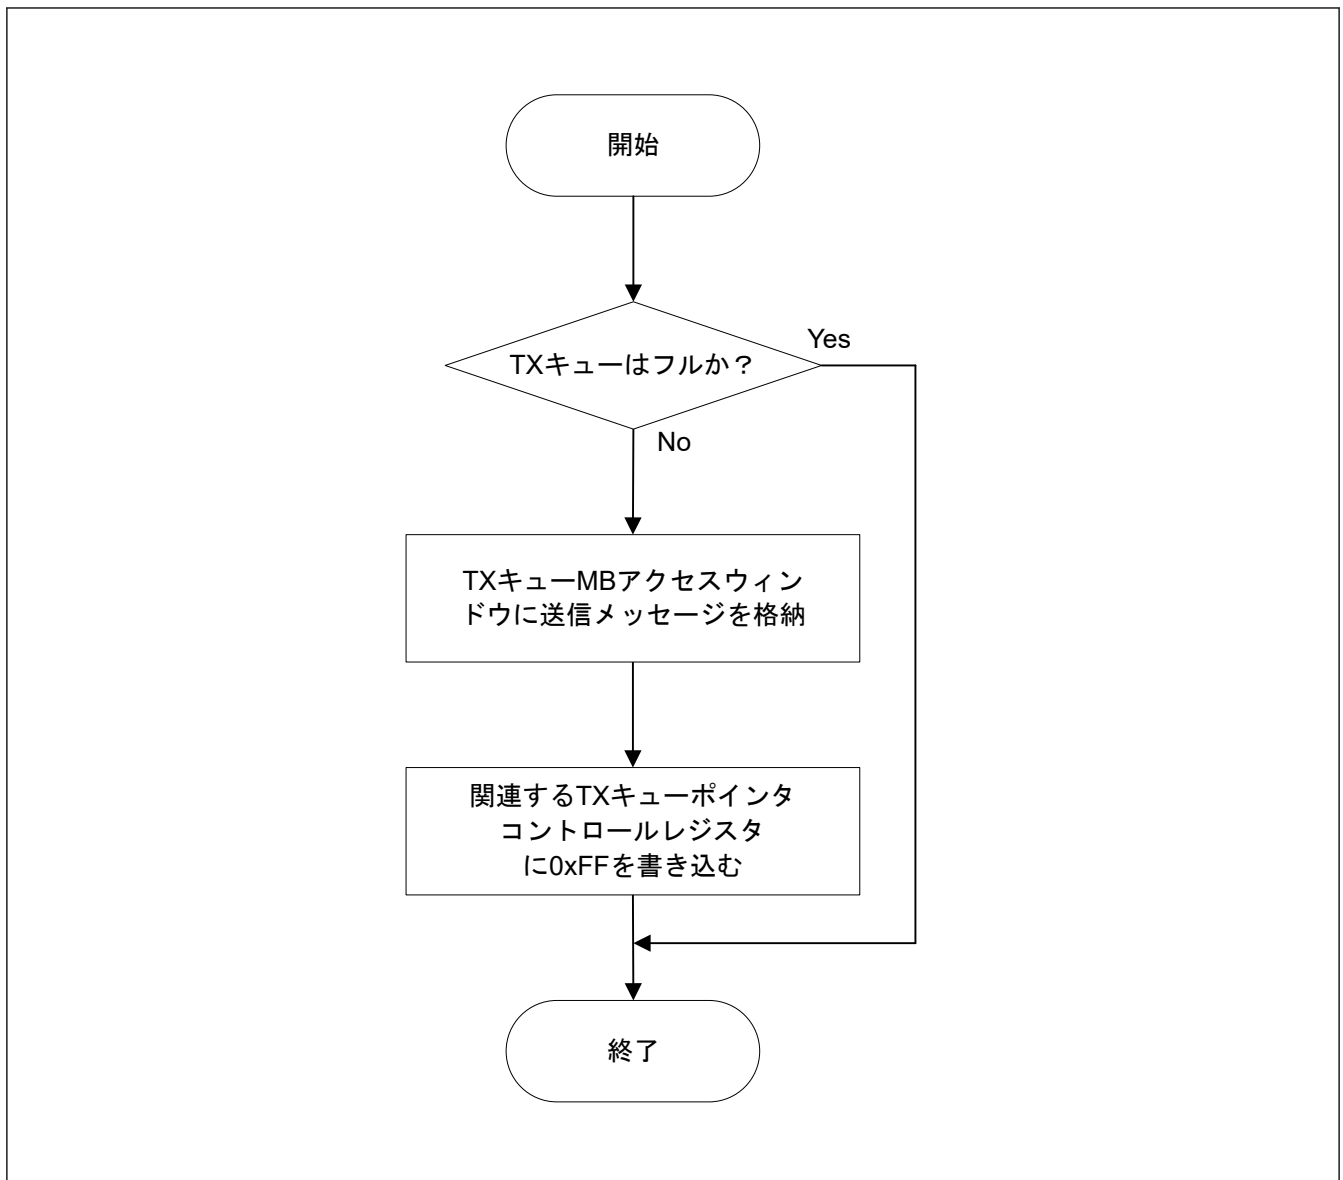 開始
TXキューはフルか？
Yes
No
TXキューMBアクセスウィン
ドウに送信メッセージを格納
関連するTXキューポインタ
コントロールレジスタ
に0xFFを書き込む
終了